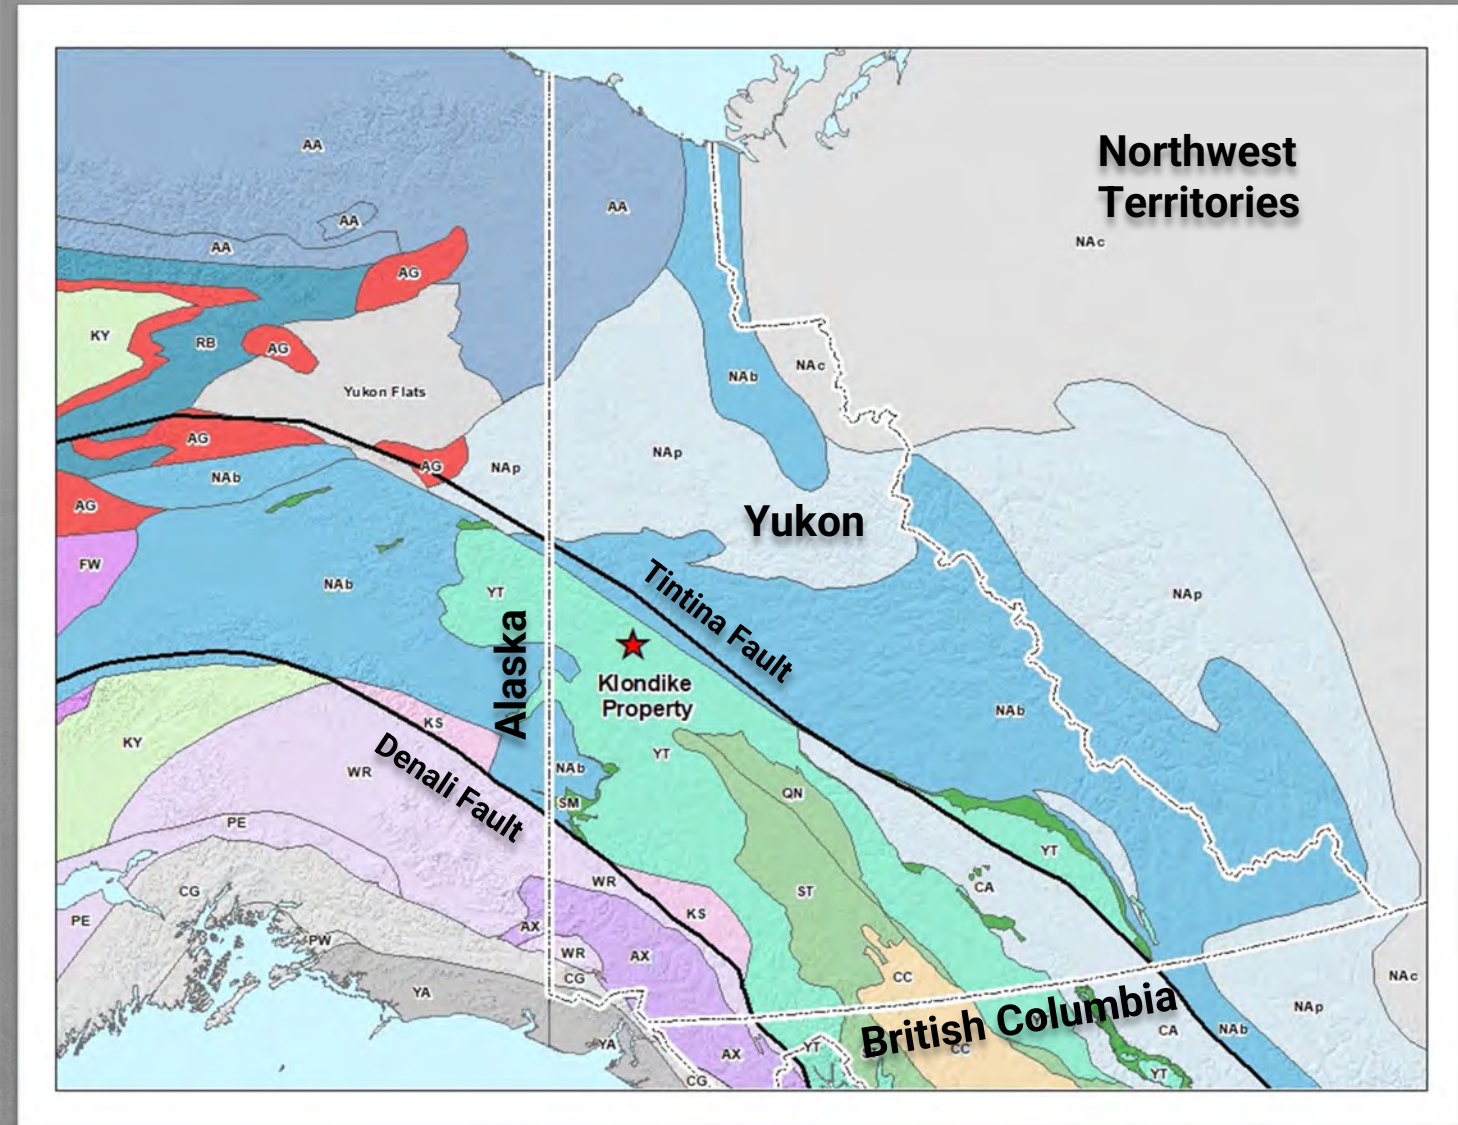 AA
AA
AA
AA
Northwest
Territories
NAc
AG
KY
RB
AG
Yukon Flats
NAb
NAc
AG
AG
NAp
NAp
NAb
AG
Yukon
FW
NAb
YT
Tintina Fault
NAp
Alaska
Klondike
Property
KS
NAb
KY
WR
Denali Fault
YT
NAb
QN
SM
PE
YT
CG
WR
ST
CA
PE
AX
KS
PW
WR
AX
CG
CC
NAc
YA
NAp
British Columbia
YA
AX
YT
CC
CA
NAb
CG
YT